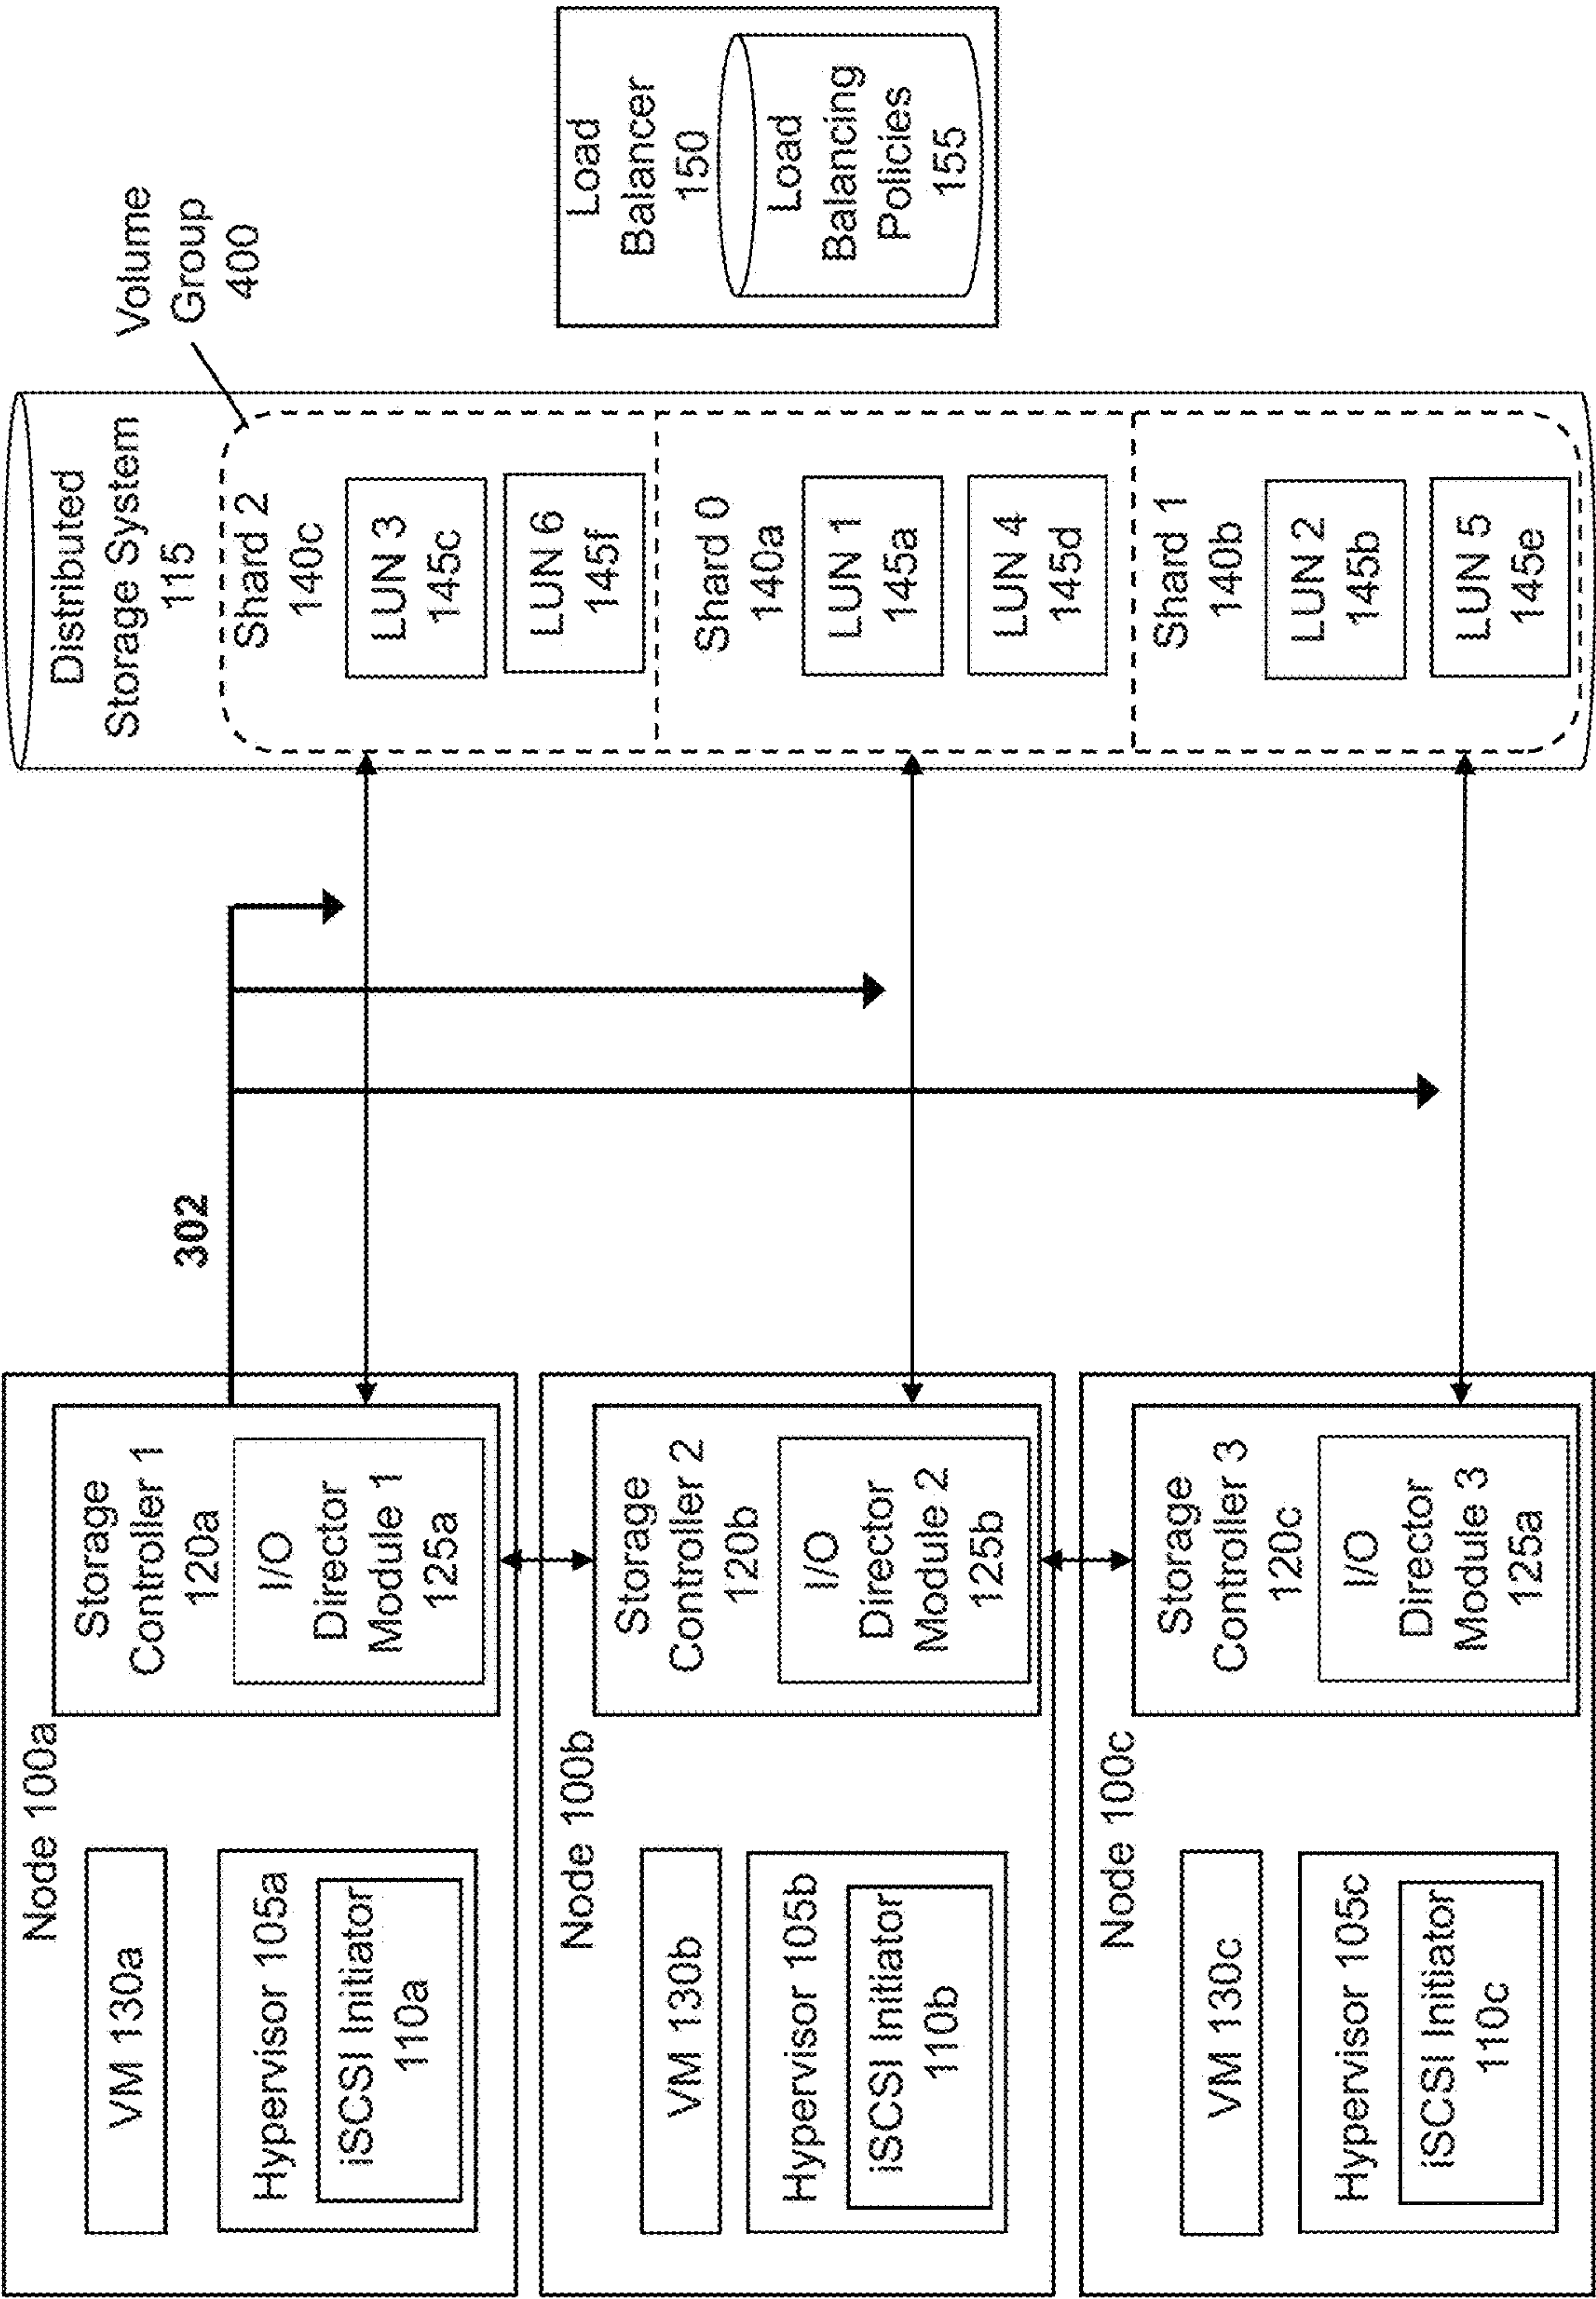 Node 100a
VM 130a
Hypervisor 105a
iSCSI Initiator
110a
Storage
Controller 1
120a
I/O
Director
Module 1
125a
Node 100b
VM 130b
Hypervisor 105b
iSCSI Initiator
110b
Storage
Controller 2
120b
I/O
Director
Module 2
125b
Node 100c
VM 130c
Hypervisor 105c
iSCSI Initiator
110c
Storage
Controller 3
120c
I/O
Director
Module 3
125a
302
Distributed
Storage System
115
Shard 2
140c
LUN 3
145c
LUN 6
145f
Shard 0
140a
LUN 1
145a
LUN 4
145d
Shard 1
140b
LUN 2
145b
LUN 5
145e
Volume
Group
400
Load
Balancer
150
Load
Balancing
Policies
155